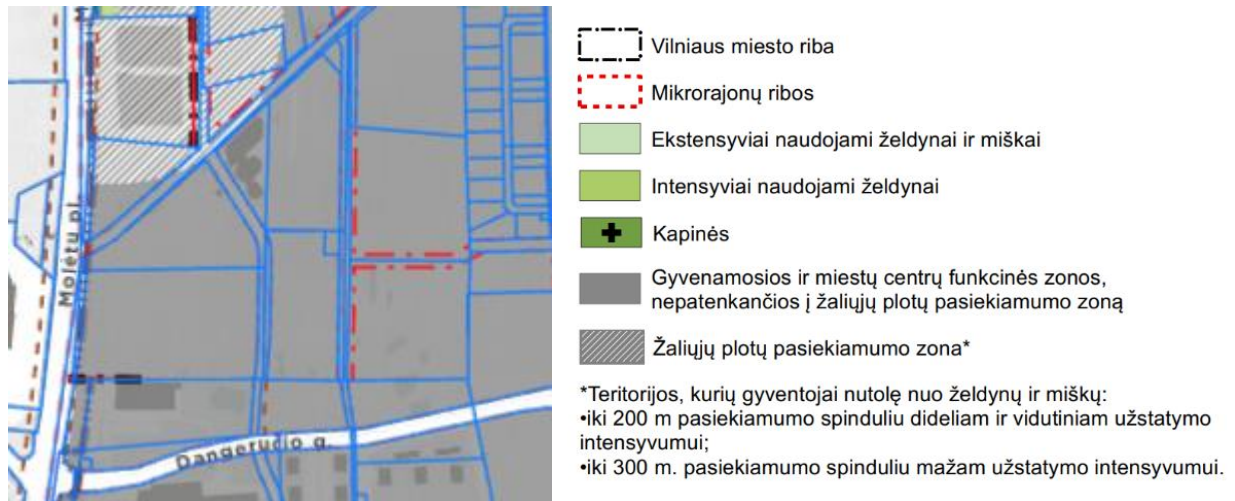 Molėtų pl.
Dangeručio g.
Vilniaus miesto riba
Mikrorajonų ribos
Ekstensyviai naudojami želdynai ir miškai
Intensyviai naudojami želdynai
Kapinės
Gyvenamosios ir miestų centrų funkcinės zonos,
nepatenkančios į žaliųjų plotų pasiekiamumo zoną
Žaliųjų plotų pasiekiamumo zona*
*Teritorijos, kurių gyventojai nutolę nuo želdynų ir miškų:
•iki 200 m pasiekiamumo spinduliu dideliam ir vidutiniam užstatymo
intensyvumui;
•iki 300 m. pasiekiamumo spinduliu mažam užstatymo intensyvumui.